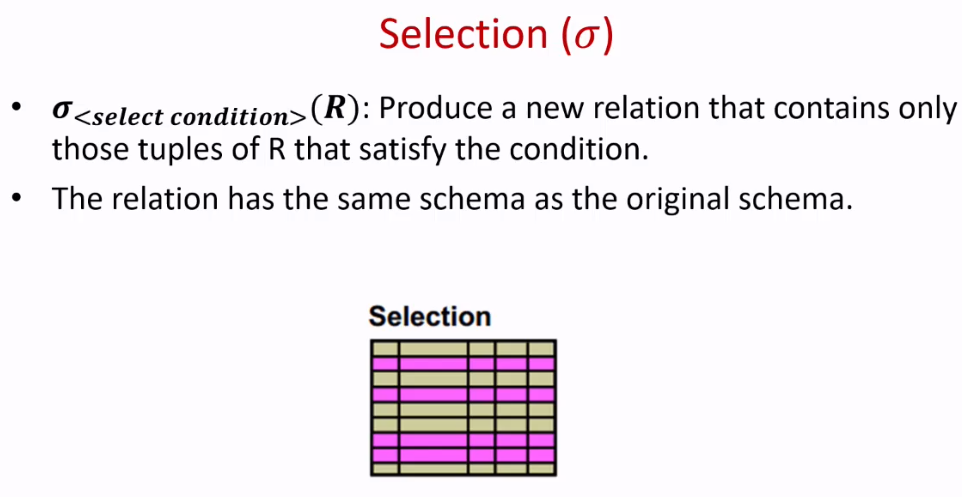 Selection (σ)
• σ<select condition>(R): Produce a new relation that contains only
those tuples of R that satisfy the condition.
• The relation has the same schema as the original schema.
Selection